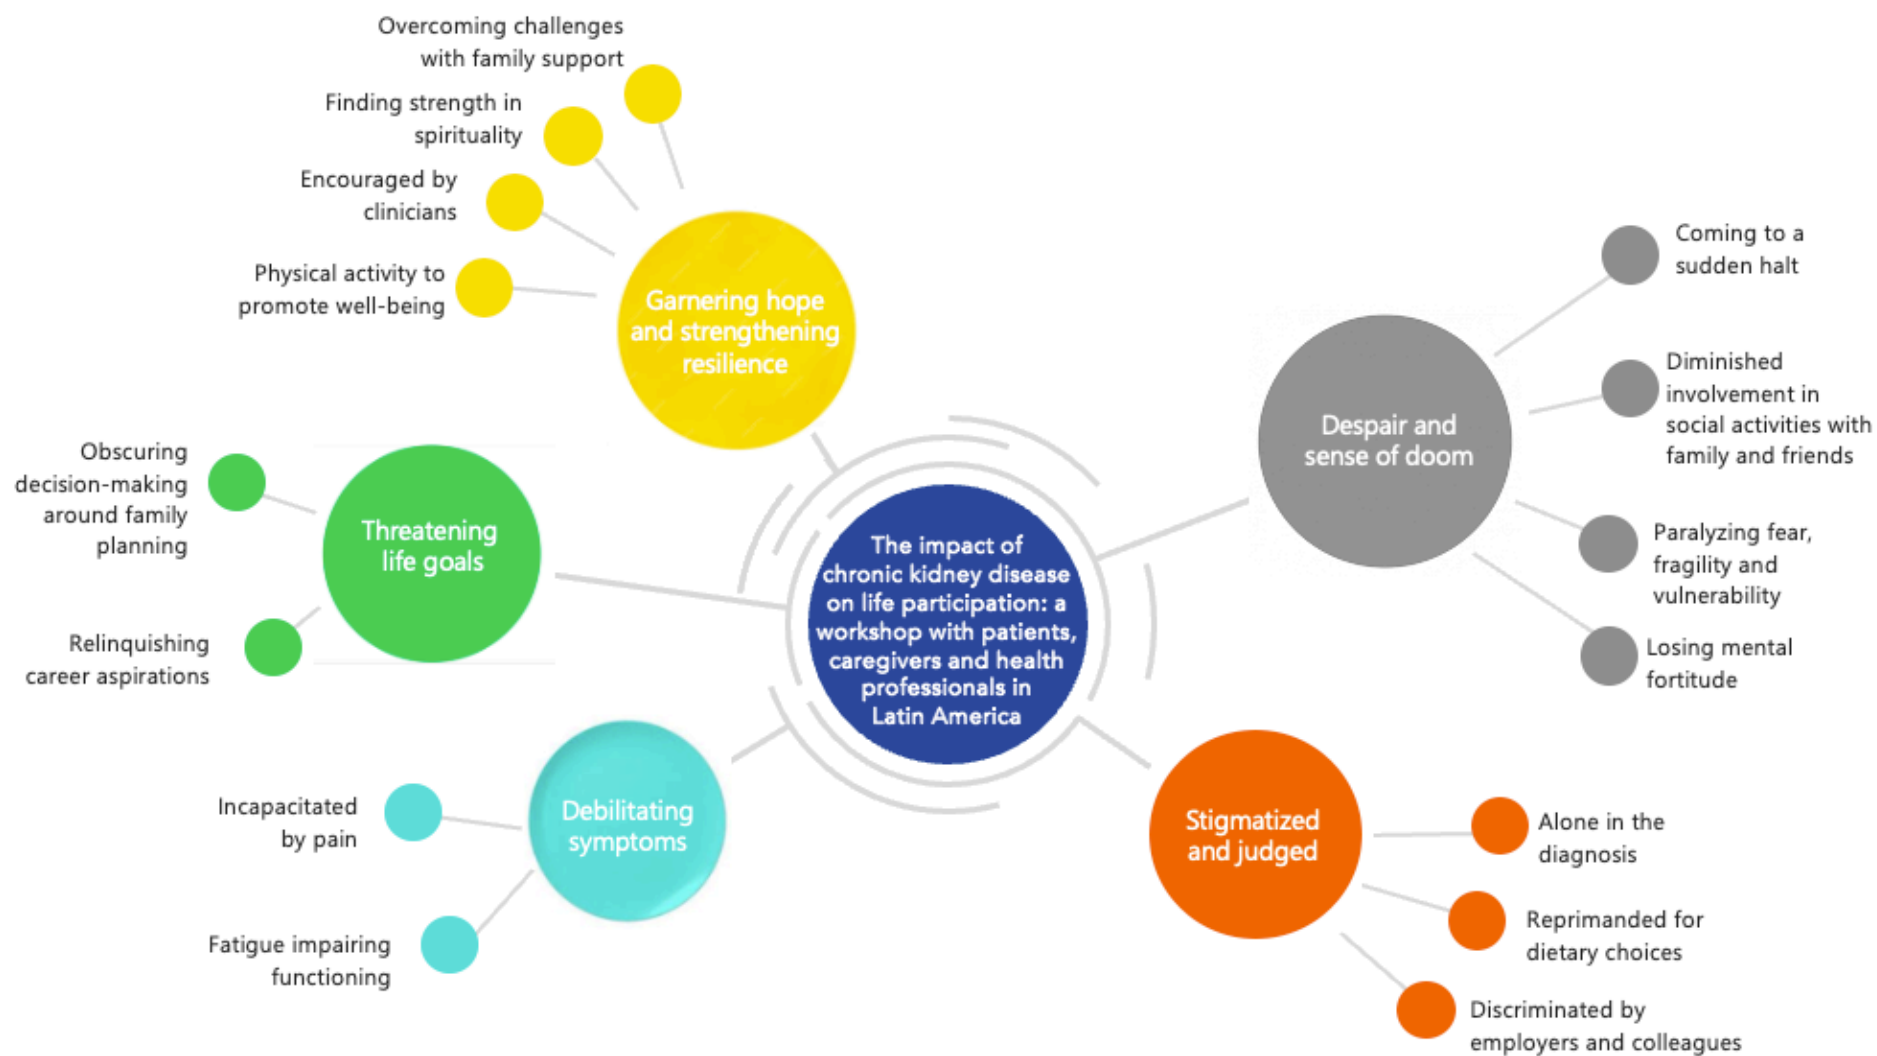 Overcoming challenges
with family support
Finding strength in
spirituality
Encouraged by
clinicians
Physical activity to
promote well-being
Garnering hope
and strengthening
resilience
Coming to a
sudden halt
Diminished
involvement in
social activities with
family and friends
Despair and
sense of doom
Paralyzing fear,
fragility and
vulnerability
Losing mental
fortitude
Obscuring
decision-making
around family
planning
Threatening
life goals
Relinquishing
career aspirations
The impact of
chronic kidney disease
on life participation: a
workshop with patients,
caregivers and health
professionals in
Latin America
Incapacitated
by pain
Debilitating
symptoms
Fatigue impairing
functioning
Stigmatized
and judged
Alone in the
diagnosis
Reprimanded for
dietary choices
Discriminated by
employers and colleagues